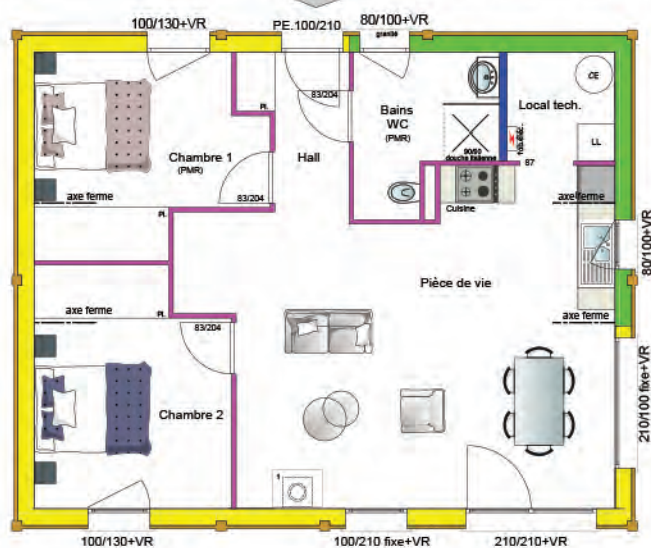 100/130+VR
PE.100/210
80/100+VR
granité
83/204
Pl.
Bains
WC
(PMR)
CE
Local tech.
LL
Chambre 1
(PMR)
Hall
90/90
douche italienne
87
axe ferme
83/204
Cuisine
axe ferme
Pl.
80/100+VR
Pièce de vie
axe ferme
Pl.
axe ferme
83/204
210/100 fixe+VR
Chambre 2
1
100/130+VR
100/210 fixe+VR
210/210+VR